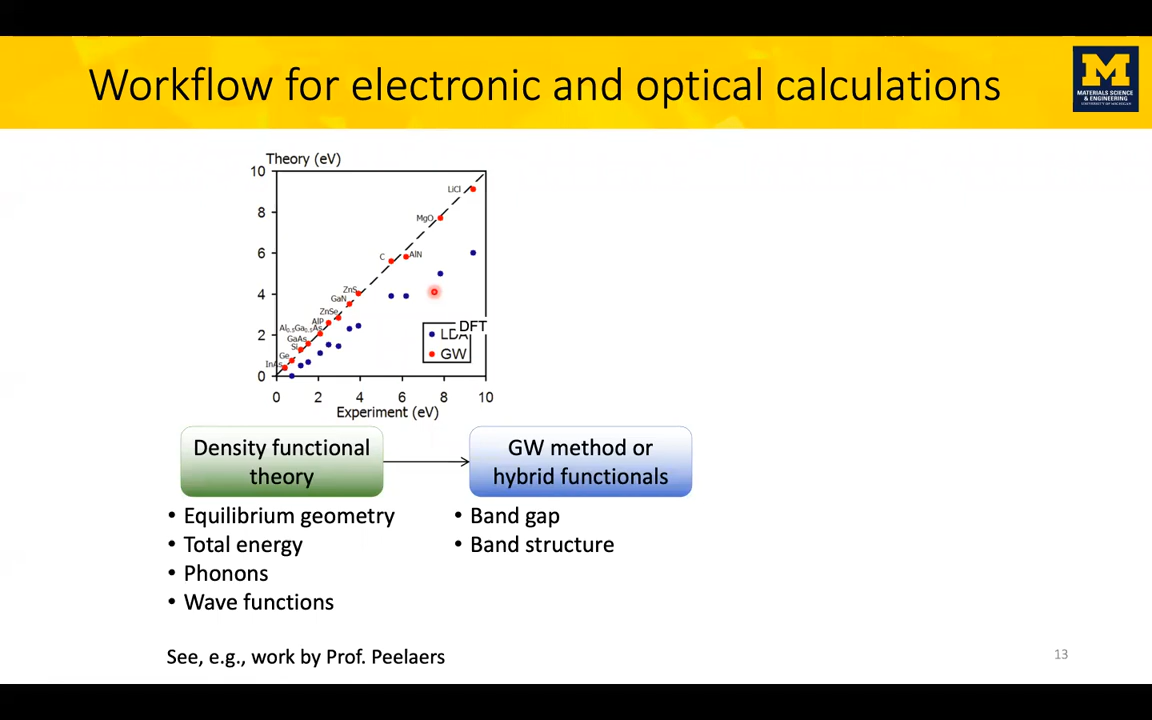 Workflow for electronic and optical calculations
M
MATERIALS SCIENCE
& ENGINEERING
UNIVERSITY OF MICHIGAN
Theory (eV)
10
8
6
4
2
0
LiCl
MgO
C
AlN
ZnS
GaN
ZnSe
AlP
Al0.5Ga0.5As
GaAs
Si
Ge
InAs
LDA
DFT
GW
0 2 4 6 8 10
Experiment (eV)
Density functional
theory
GW method or
hybrid functionals
• Equilibrium geometry
• Total energy
• Phonons
• Wave functions
• Band gap
• Band structure
See, e.g., work by Prof. Peelaers
13